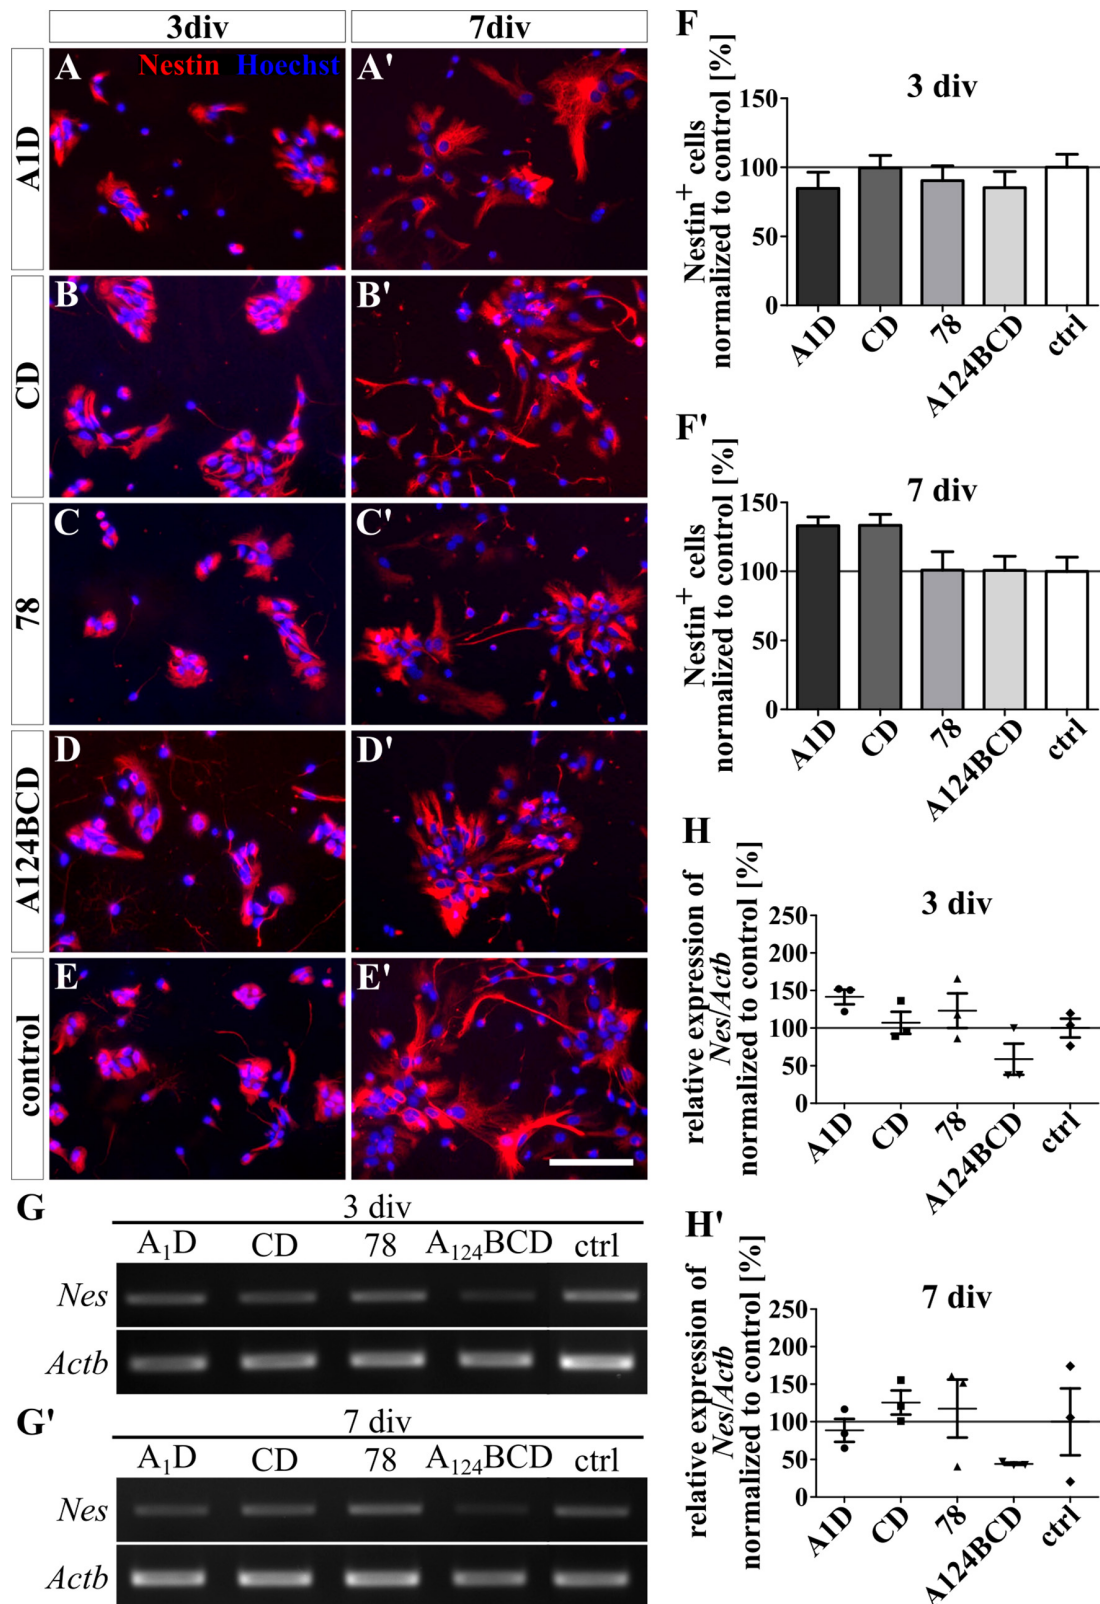 3div
7div
A1D
A
Nestin Hoechst
A'
CD
B
B'
78
C
C'
A124BCD
D
D'
control
E
E'
F
3 div
Nestin+ cells
normalized to control [%]
150
100
50
0
A1D
CD
78
A124BCD
ctrl
F'
7 div
Nestin+ cells
normalized to control [%]
150
100
50
0
A1D
CD
78
A124BCD
ctrl
G
3 div
A₁D
CD
78
A₁₂₄BCD
ctrl
Nes
Actb
G'
7 div
A₁D
CD
78
A₁₂₄BCD
ctrl
Nes
Actb
H
3 div
relative expression of
Nes/Actb
normalized to control [%]
250
200
150
100
50
0
A1D
CD
78
A124BCD
ctrl
H'
7 div
relative expression of
Nes/Actb
normalized to control [%]
250
200
150
100
50
0
A1D
CD
78
A124BCD
ctrl